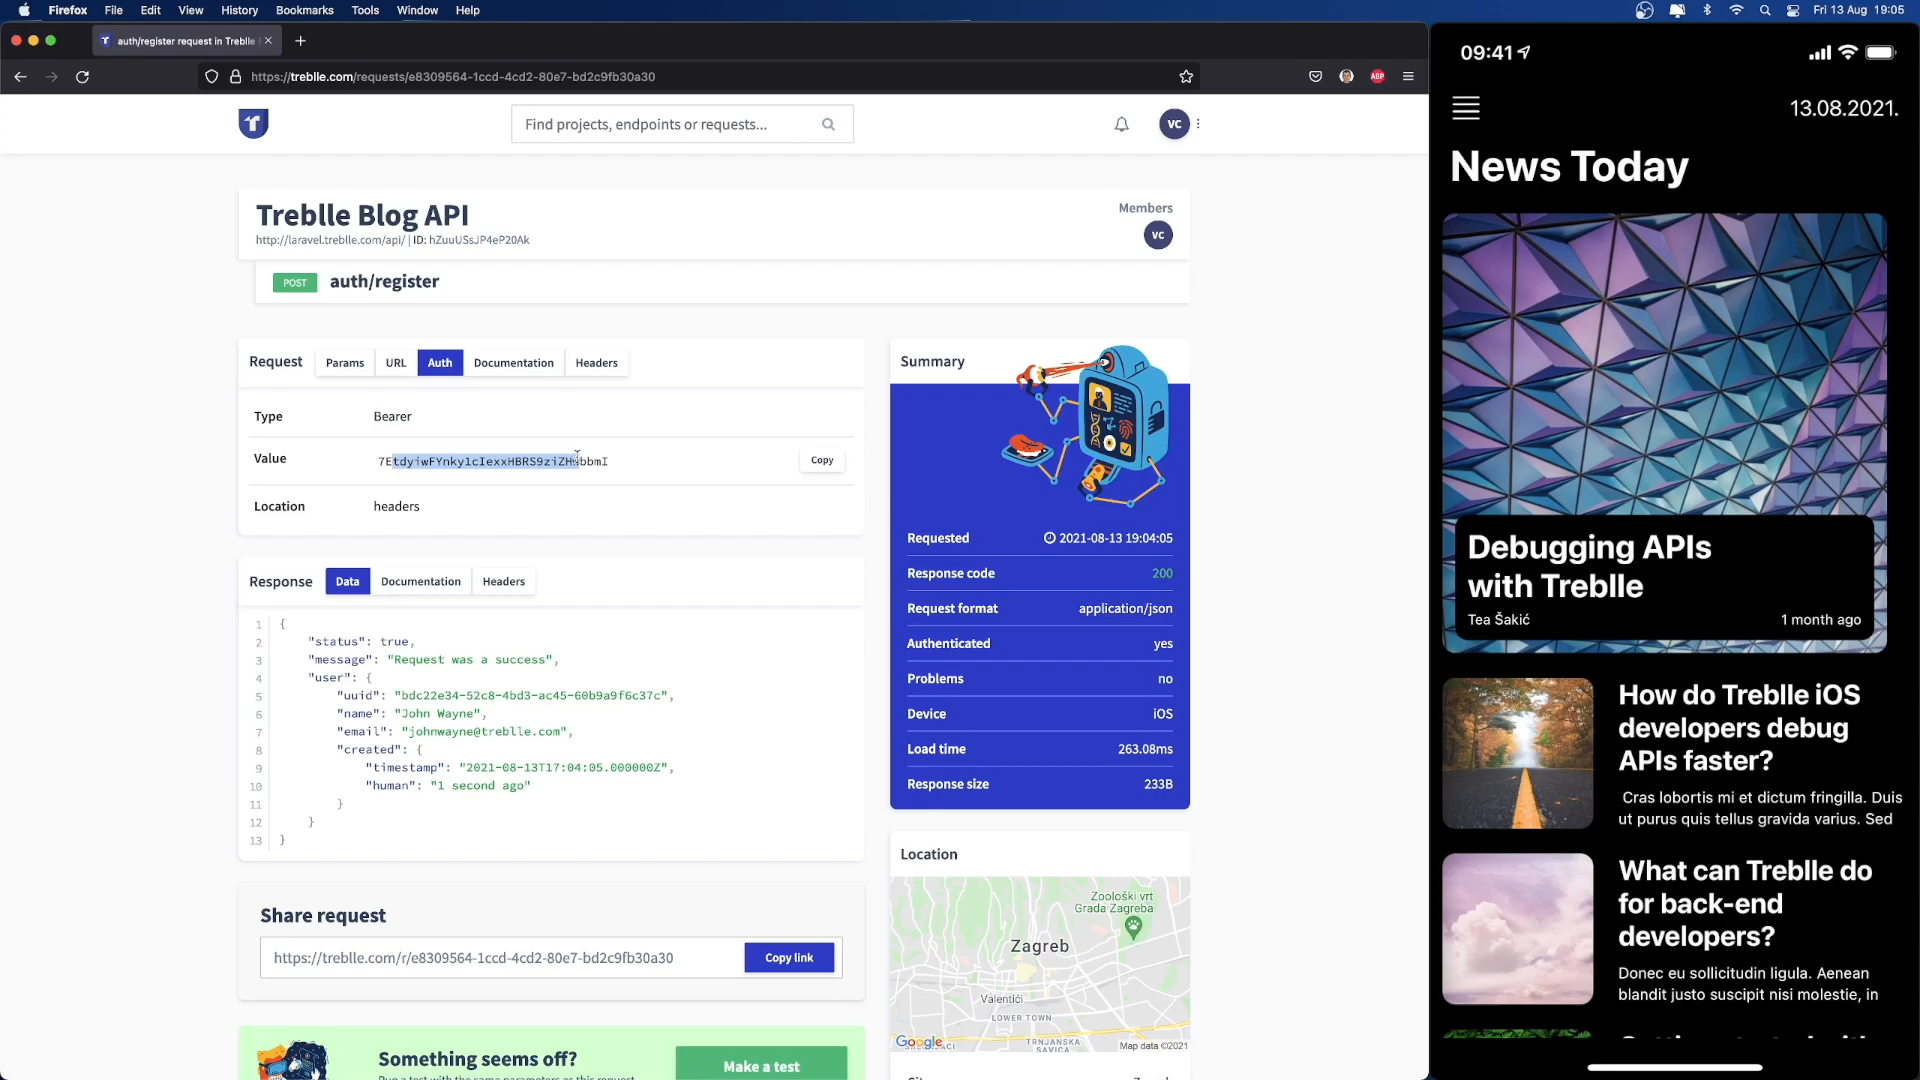 Firefox File Edit View History Bookmarks Tools Window Help Fri 13 Aug 19:05
auth/register request in Treblle
https://treblle.com/requests/e8309564-1ccd-4cd2-80e7-bd2c9fb30a30
ABP
Find projects, endpoints or requests...
VC
Treblle Blog API
http://laravel.treblle.com/api/ | ID: hZuuUSsJP4eP20Ak
Members
VC
POST auth/register
Request Params URL Auth Documentation Headers
Type Bearer
Value Copy
Location headers
Response Data Documentation Headers
1 {
2 "status": true,
3 "message": "Request was a success",
4 "user": {
5 "uuid": "bdc22e34-52c8-4bd3-ac45-60b9a9f6c37c",
6 "name": "John Wayne",
7 "email": "johnwayne@treblle.com",
8 "created": {
9 "timestamp": "2021-08-13T17:04:05.000000Z",
10 "human": "1 second ago"
11 }
12 }
13 }
Share request
https://treblle.com/r/e8309564-1ccd-4cd2-80e7-bd2c9fb30a30 Copy link
Something seems off?
Run a test with the same parameters as this request
Make a test
Summary
Requested 2021-08-13 19:04:05
Response code 200
Request format application/json
Authenticated yes
Problems no
Device iOS
Load time 263.08ms
Response size 233B
Location
Zoološki vrt
Grada Zagreba
Zagreb
Valentići
LOWER TOWN
TRNJANSKA
SAVICA
Google
Map data ©2021
09:41
13.08.2021.
News Today
Debugging APIs
with Treblle
Tea Šakić 1 month ago
How do Treblle iOS
developers debug
APIs faster?
Cras lobortis mi et dictum fringilla. Duis
ut purus quis tellus gravida varius. Sed
What can Treblle do
for back-end
developers?
Donec eu sollicitudin ligula. Aenean
blandit justo suscipit nisi molestie, in